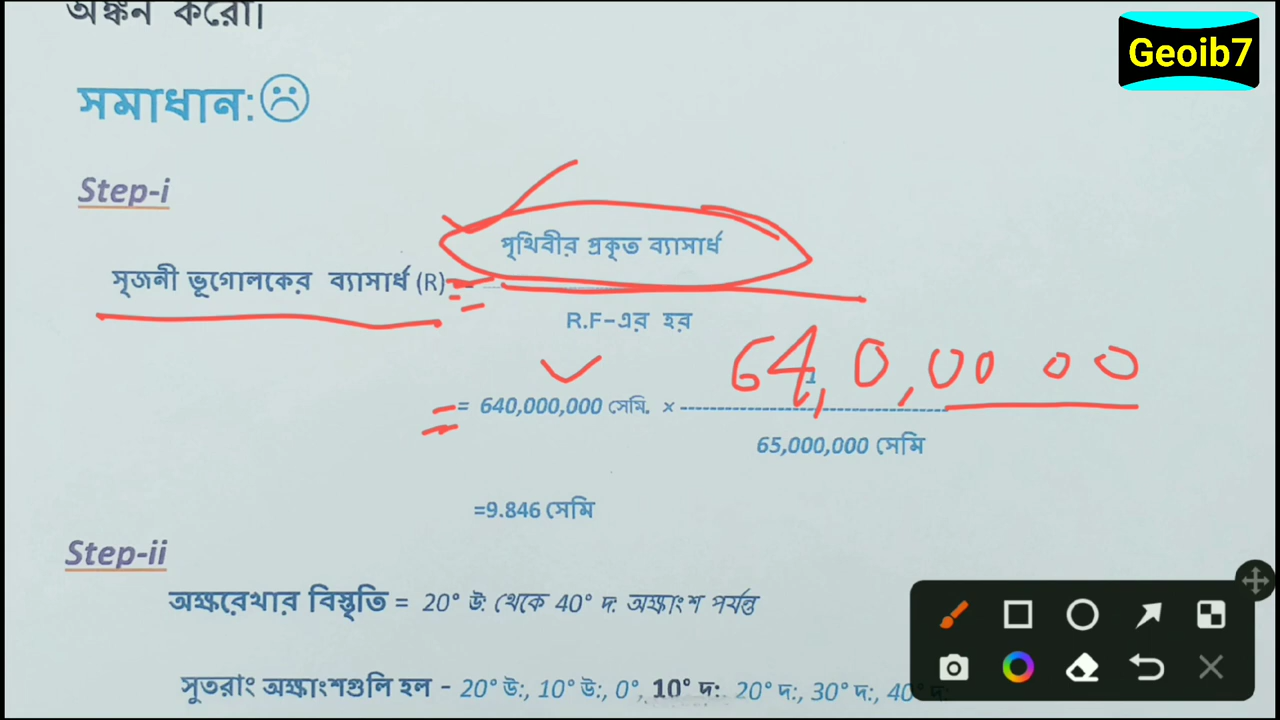 অঙ্কন করো।
Geoib7
সমাধান:☹
Step-i
পৃথিবীর প্রকৃত ব্যাসার্ধ
সৃজনী ভূগোলকের ব্যাসার্ধ (R) =
R.F-এর হর
64,0,00 00
1
= 640,000,000 সেমি. × ------------------------
65,000,000 সেমি
=9.846 সেমি
Step-ii
অক্ষরেখার বিস্তৃতি = 20° উ: থেকে 40° দ: অক্ষাংশ পর্যন্ত
সুতরাং অক্ষাংশগুলি হল - 20° উ:, 10° উ:, 0°, 10° দ: 20° দ:, 30° দ:, 40° দ: